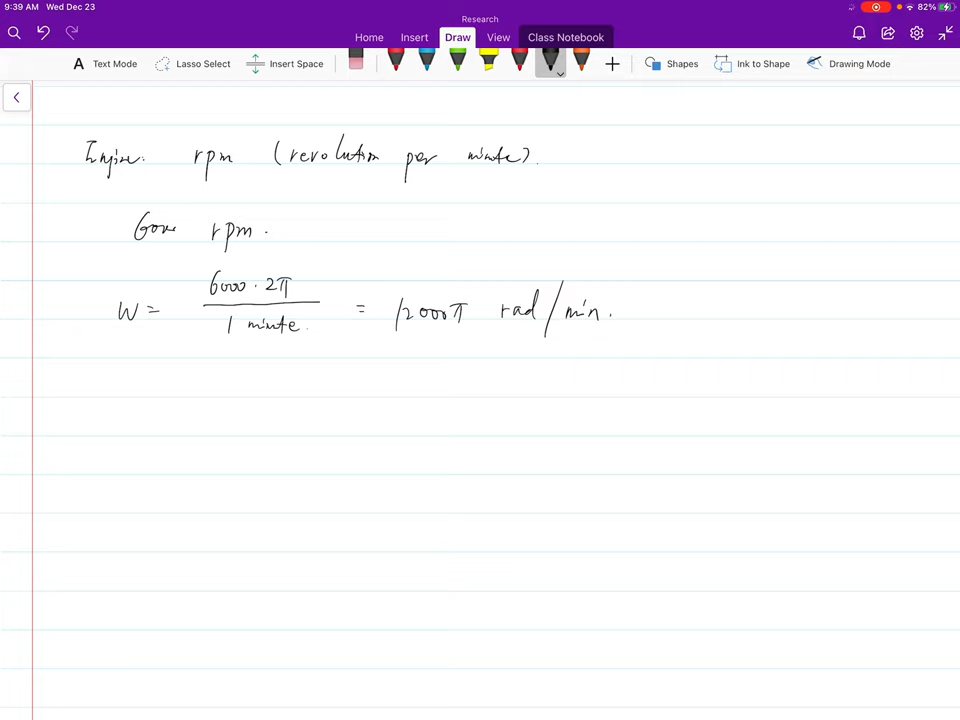 9:39 AM Wed Dec 23 82%
Research
Home Insert Draw View Class Notebook
A Text Mode Lasso Select Insert Space Shapes Ink to Shape Drawing Mode
Engine. rpm (revolution per minute).
6000 rpm.
W = 6000 · 2π / 1 minute. = 12000π rad/min.